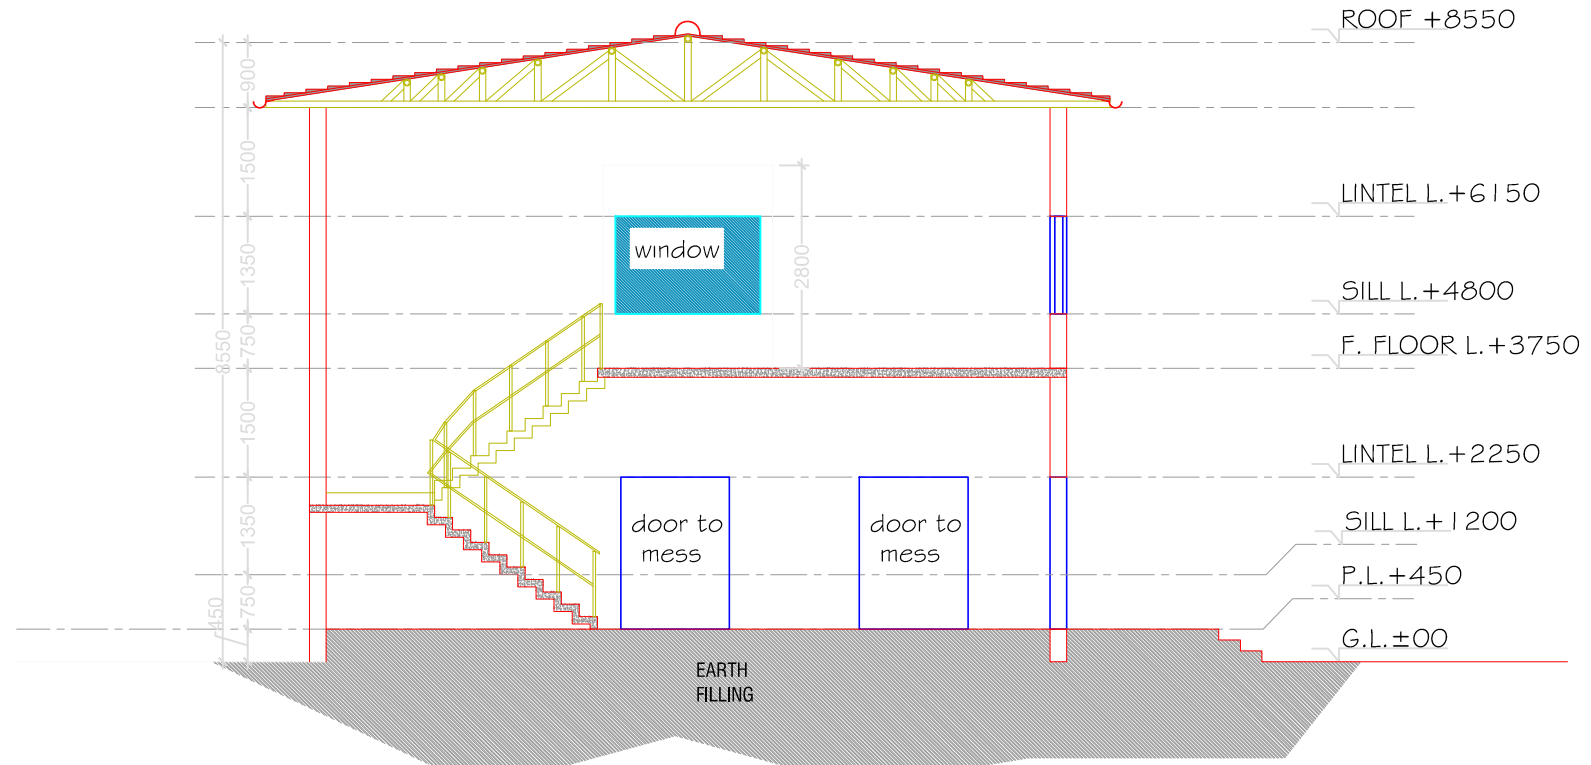 ROOF +8550
900
1500
LINTEL L.+6150
window
1350
2800
SILL L.+4800
8550
750
F. FLOOR L.+3750
1500
LINTEL L.+2250
door to
mess
door to
mess
1350
SILL L.+1200
750
P.L.+450
450
G.L.±00
EARTH
FILLING